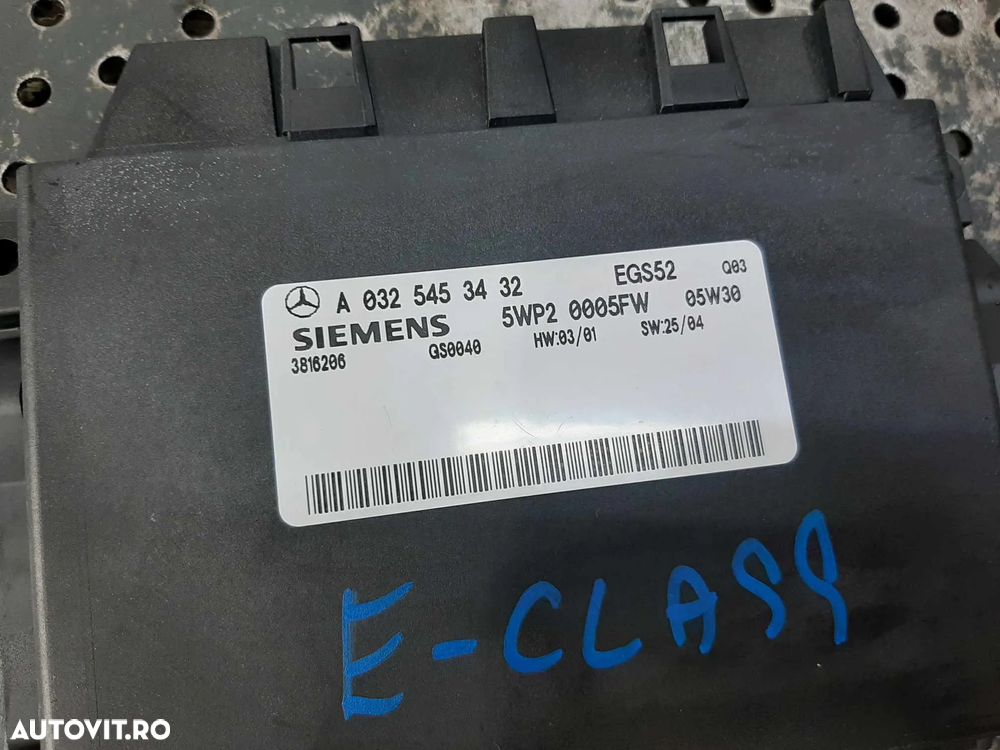 A 032 545 34 32 EGS52 Q03
SIEMENS 5WP2 0005FW 05W30
3816206 QS0040 HW:03/01 SW:25/04
E-CLASS
AUTOVIT.RO